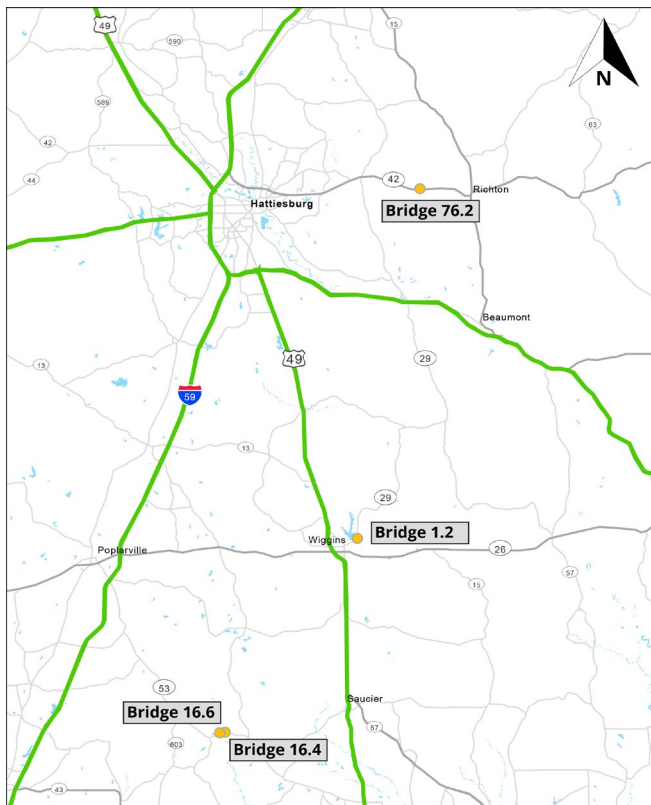 49
15
590
N
589
63
42
44
42
Richton
Hattiesburg
Bridge 76.2
Beaumont
49
29
13
59
13
29
Bridge 1.2
Wiggins
26
Poplarville
57
15
53
Saucier
Bridge 16.6
67
603
Bridge 16.4
43